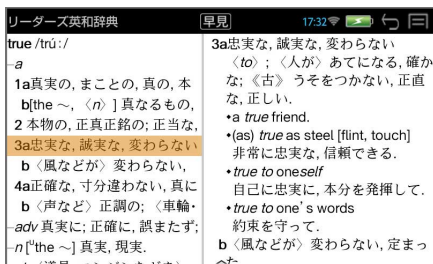 リーダーズ英和辞典
早見
17:32
true /trúː/
–a
1a真実の, まことの, 真の, 本
b[the ～, 〈n〉] 真なるもの,
2 本物の, 正真正銘の; 正当な,
3a忠実な, 誠実な, 変わらない
b〈風などが〉変わらない,
4a正確な, 寸分違わない, 真に
b〈声など〉正調の; 〈車輪・
–adv 真実に; 正確に, 誤またず;
–n [ᵁthe ～] 真実, 現実.
3a忠実な, 誠実な, 変わらない
〈to〉; 〈人が〉あてになる, 確か
な; 《古》 うそをつかない, 正直
な, 正しい.
•a true friend.
•(as) true as steel [flint, touch]
非常に忠実な, 信頼できる.
•true to oneself
自己に忠実に, 本分を発揮して.
•true to one's words
約束を守って.
b〈風などが〉変わらない, 定まっ